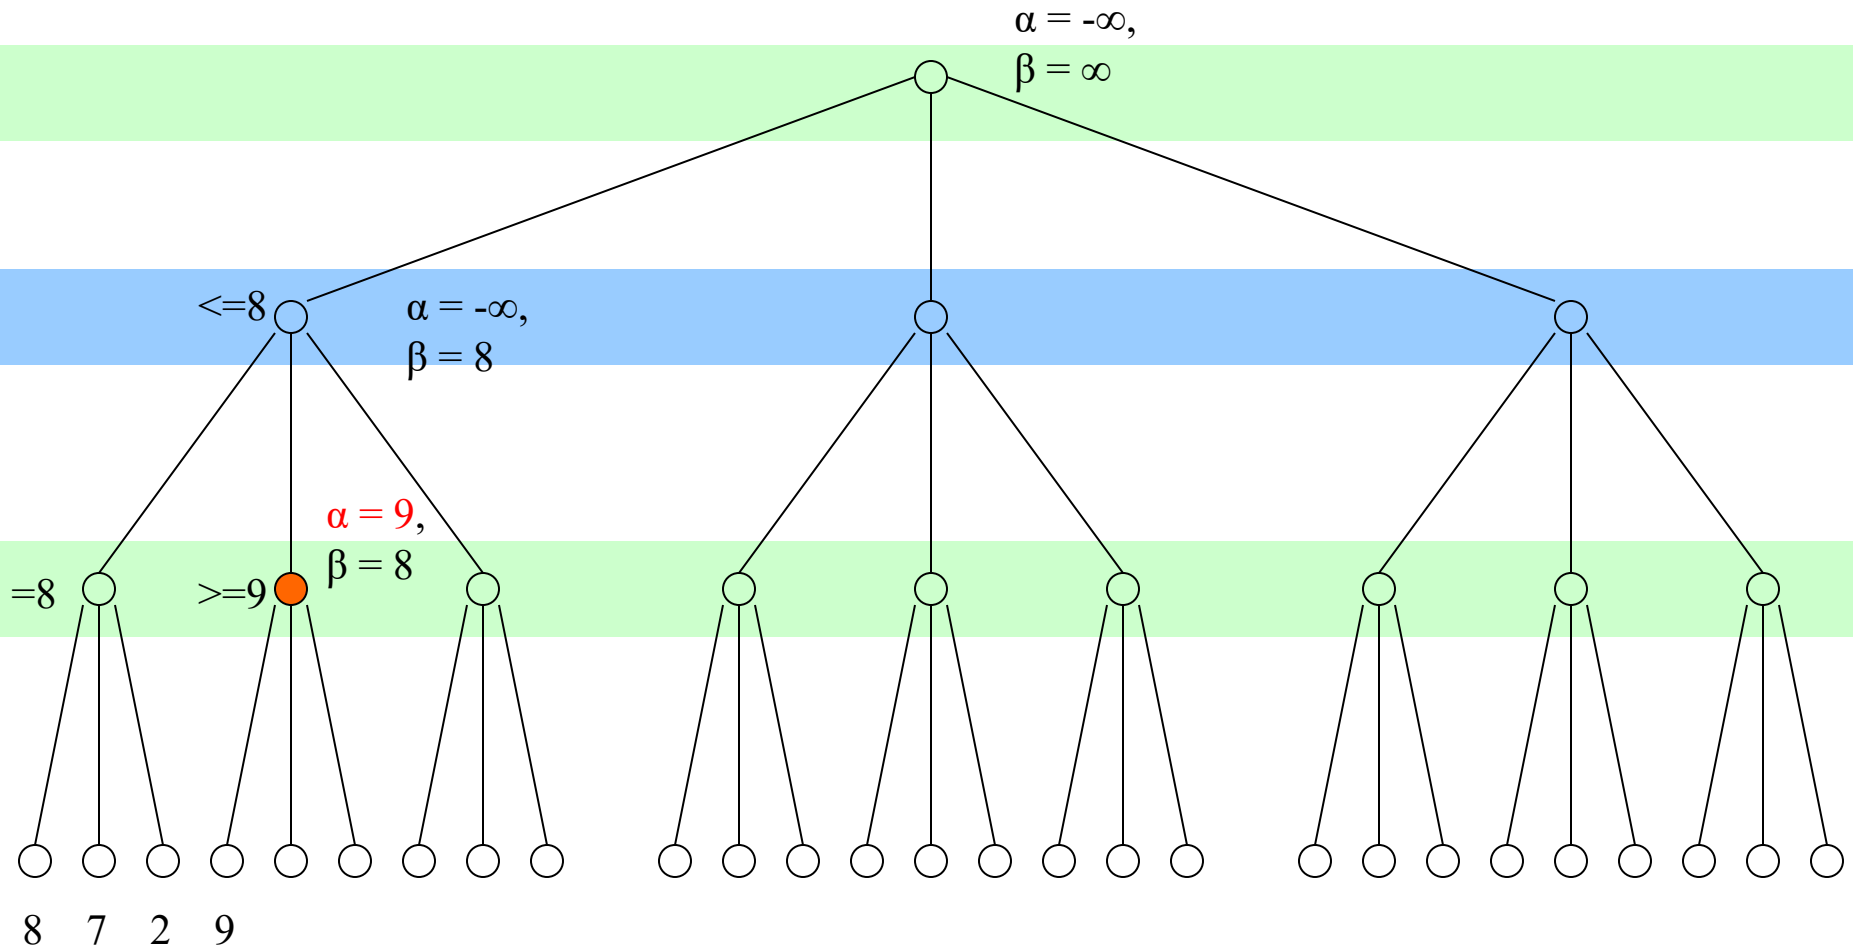 α = -∞,
β = ∞
<=8
α = -∞,
β = 8
α = 9,
β = 8
=8
>=9
8 7 2 9